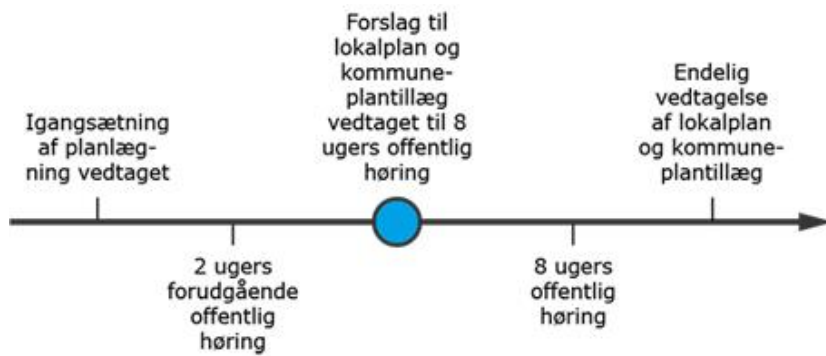 Igangsætning
af planlæg-
ning vedtaget
2 ugers
forudgående
offentlig
høring
Forslag til
lokalplan og
kommune-
plantillæg
vedtaget til 8
ugers offentlig
høring
8 ugers
offentlig
høring
Endelig
vedtagelse
af lokalplan
og kommune-
plantillæg